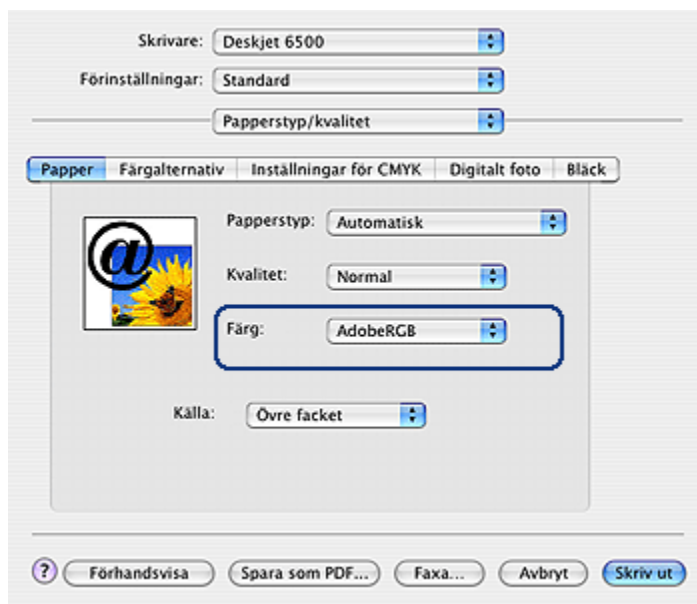 Skrivare: Deskjet 6500
Förinställningar: Standard
Papperstyp/kvalitet
Papper Färgalternativ Inställningar för CMYK Digitalt foto Bläck
@
Papperstyp: Automatisk
Kvalitet: Normal
Färg: AdobeRGB
Källa: Övre facket
? Förhandsvisa Spara som PDF... Faxa... Avbryt Skriv ut